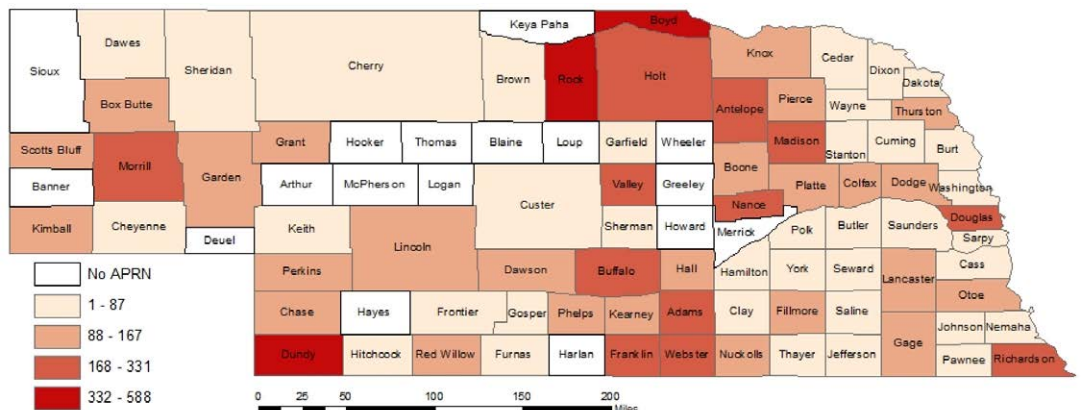 Keya Paha
Boyd
Dawes
Knox
Sioux
Sheridan
Cherry
Brown
Rock
Holt
Cedar
Dixon
Dakota
Box Butte
Antelope
Pierce
Wayne
Thurston
Scotts Bluff
Morrill
Garden
Grant
Hooker
Thomas
Blaine
Loup
Garfield
Wheeler
Madison
Stanton
Cuming
Burt
Banner
Arthur
McPherson
Logan
Custer
Valley
Greeley
Boone
Platte
Colfax
Dodge
Washington
Nance
Kimball
Cheyenne
Deuel
Keith
Lincoln
Sherman
Howard
Merrick
Polk
Butler
Saunders
Douglas
Sarpy
No APRN
Perkins
Dawson
Buffalo
Hall
Hamilton
York
Seward
Lancaster
Cass
Otoe
1 - 87
88 - 167
Chase
Hayes
Frontier
Gosper
Phelps
Kearney
Adams
Clay
Fillmore
Saline
Johnson
Nemaha
168 - 331
Dundy
Hitchcock
Red Willow
Furnas
Harlan
Franklin
Webster
Nuckolls
Thayer
Jefferson
Gage
Pawnee
Richardson
332 - 588
0 25 50 100 150 200
Miles